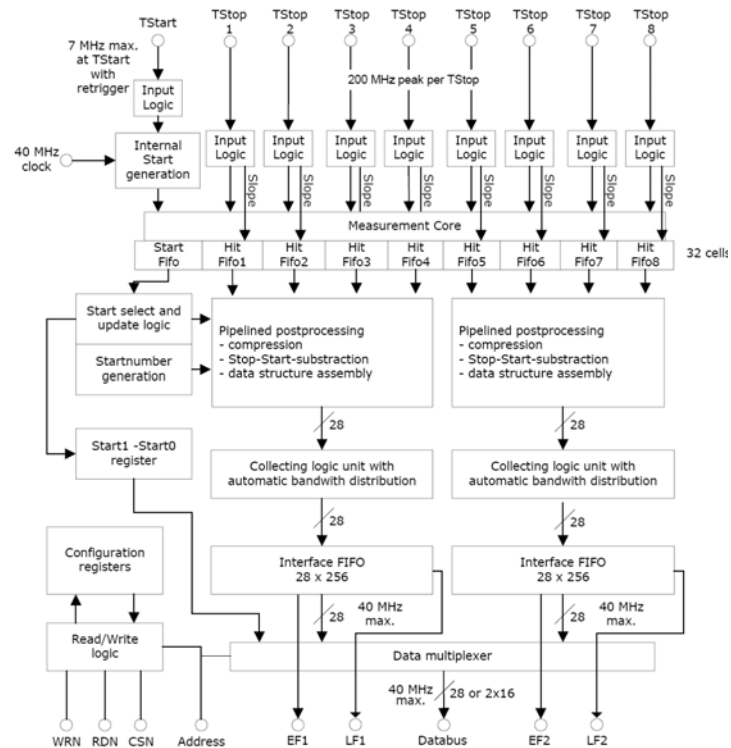 TStart
TStop
1
TStop
2
TStop
3
TStop
4
TStop
5
TStop
6
TStop
7
TStop
8
7 MHz max.
at TStart
with
retrigger
200 MHz peak per TStop
Input
Logic
40 MHz
clock
Internal
Start
generation
Input
Logic
Input
Logic
Input
Logic
Input
Logic
Input
Logic
Input
Logic
Input
Logic
Input
Logic
Slope
Slope
Slope
Slope
Slope
Slope
Slope
Slope
Measurement Core
Start
Fifo
Hit
Fifo1
Hit
Fifo2
Hit
Fifo3
Hit
Fifo4
Hit
Fifo5
Hit
Fifo6
Hit
Fifo7
Hit
Fifo8
32 cells
Start select and
update logic
Startnumber
generation
Pipelined postprocessing
- compression
- Stop-Start-substraction
- data structure assembly
Pipelined postprocessing
- compression
- Stop-Start-substraction
- data structure assembly
28
28
Start1 -Start0
register
Collecting logic unit with
automatic bandwith distribution
Collecting logic unit with
automatic bandwith distribution
28
28
Configuration
registers
Interface FIFO
28 x 256
Interface FIFO
28 x 256
28
40 MHz
max.
28
40 MHz
max.
Read/Write
logic
Data multiplexer
40 MHz
max.
28 or 2x16
WRN
RDN
CSN
Address
EF1
LF1
Databus
EF2
LF2